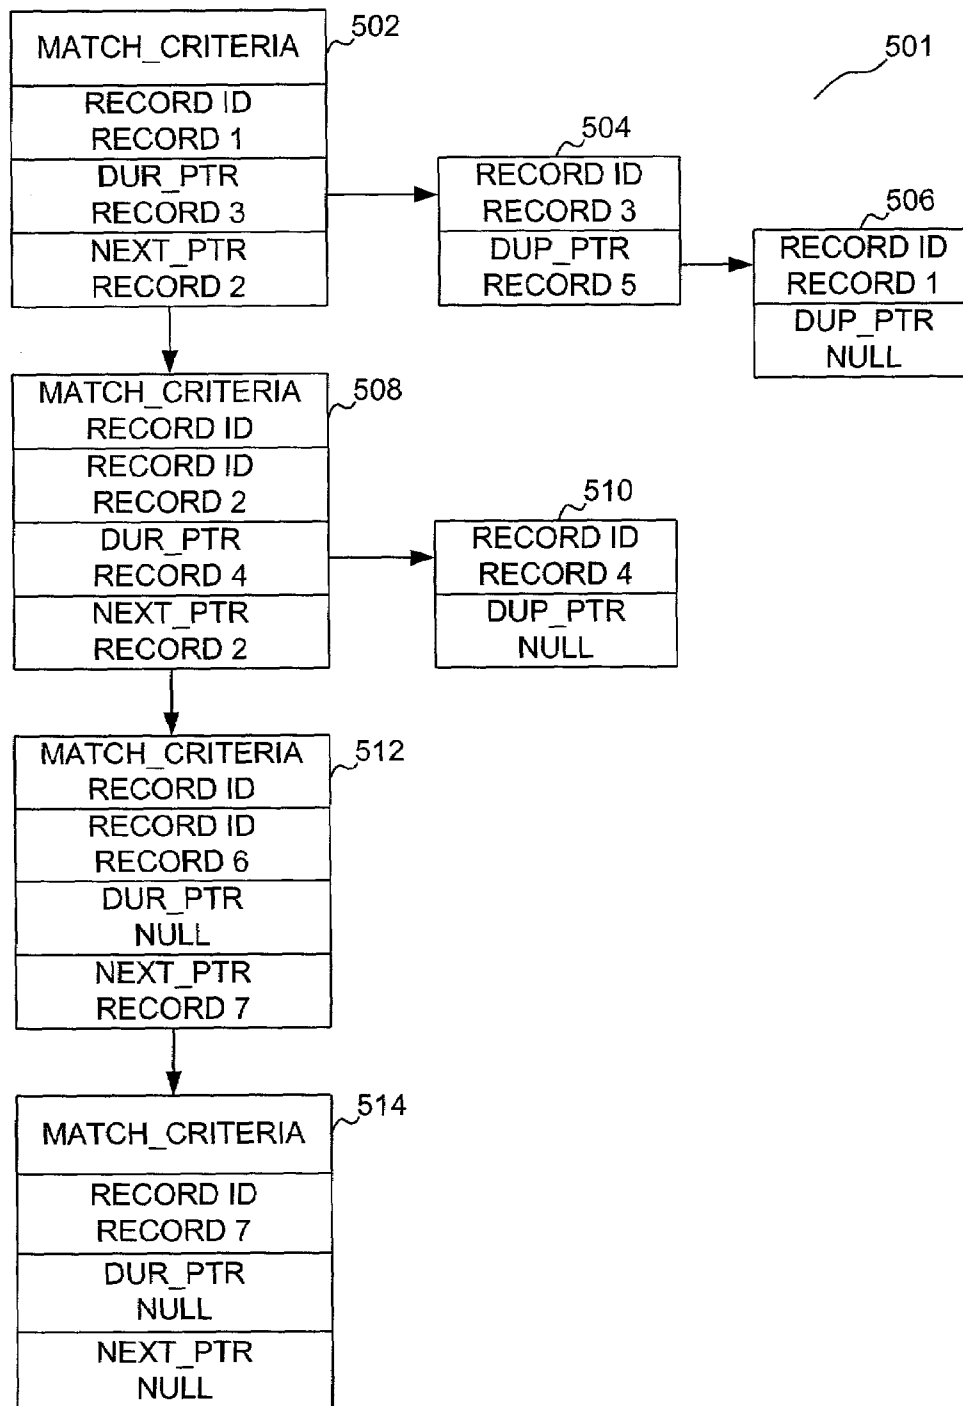 MATCH_CRITERIA
502
RECORD ID
RECORD 1
DUR_PTR
RECORD 3
NEXT_PTR
RECORD 2
501
504
RECORD ID
RECORD 3
DUP_PTR
RECORD 5
506
RECORD ID
RECORD 1
DUP_PTR
NULL
MATCH_CRITERIA
RECORD ID
508
RECORD ID
RECORD 2
DUR_PTR
RECORD 4
NEXT_PTR
RECORD 2
510
RECORD ID
RECORD 4
DUP_PTR
NULL
MATCH_CRITERIA
RECORD ID
512
RECORD ID
RECORD 6
DUR_PTR
NULL
NEXT_PTR
RECORD 7
MATCH_CRITERIA
514
RECORD ID
RECORD 7
DUR_PTR
NULL
NEXT_PTR
NULL